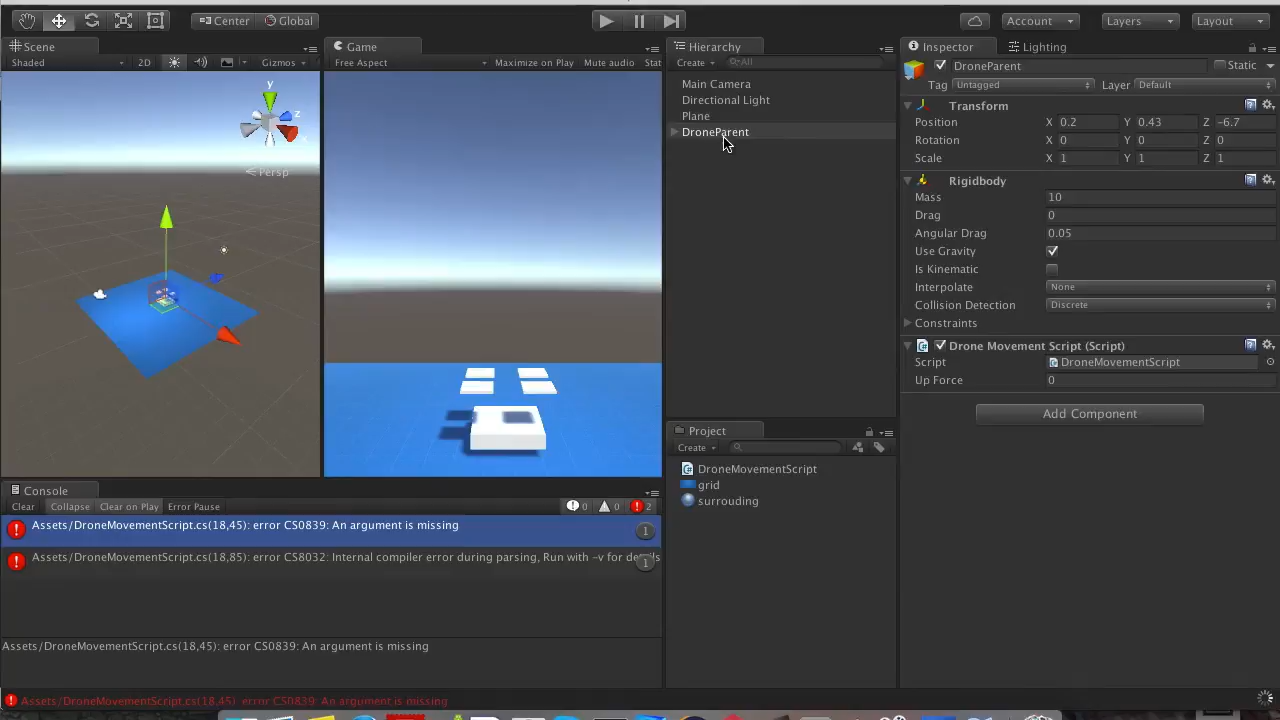 Center
Global
Account
Layers
Layout
Scene
Game
Hierarchy
Inspector
Lighting
Shaded
2D
Gizmos
Free Aspect
Maximize on Play
Mute audio
Stat
Create
All
y
z
Persp
Main Camera
Directional Light
Plane
DroneParent
DroneParent
Static
Tag
Untagged
Layer
Default
Transform
Position X 0.2 Y 0.43 Z -6.7
Rotation X 0 Y 0 Z 0
Scale X 1 Y 1 Z 1
Rigidbody
Mass 10
Drag 0
Angular Drag 0.05
Use Gravity
Is Kinematic
Interpolate None
Collision Detection Discrete
Constraints
Drone Movement Script (Script)
Script DroneMovementScript
Up Force 0
Add Component
Project
Create
DroneMovementScript
grid
surrouding
Console
Clear
Collapse
Clear on Play
Error Pause
0
0
2
Assets/DroneMovementScript.cs(18,45): error CS0839: An argument is missing
1
Assets/DroneMovementScript.cs(18,85): error CS8032: Internal compiler error during parsing, Run with -v for details
1
Assets/DroneMovementScript.cs(18,45): error CS0839: An argument is missing
Assets/DroneMovementScript.cs(18,45): error CS0839: An argument is missing